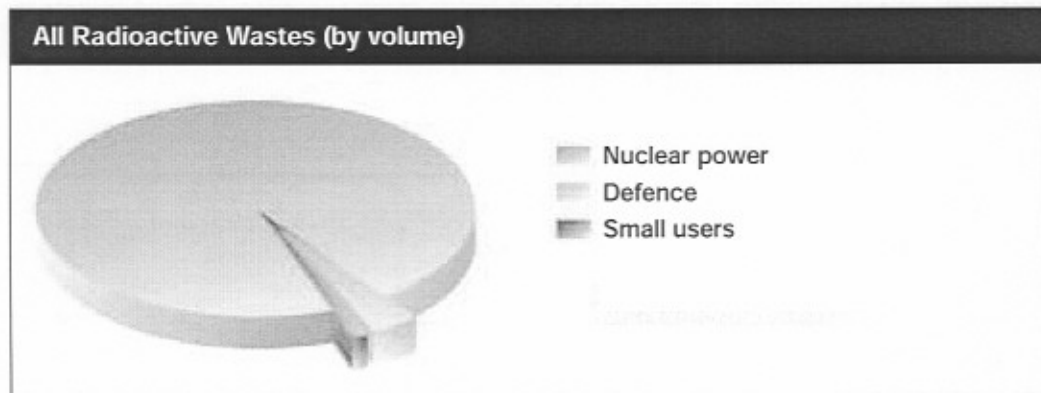 All Radioactive Wastes (by volume)
Nuclear power
Defence
Small users